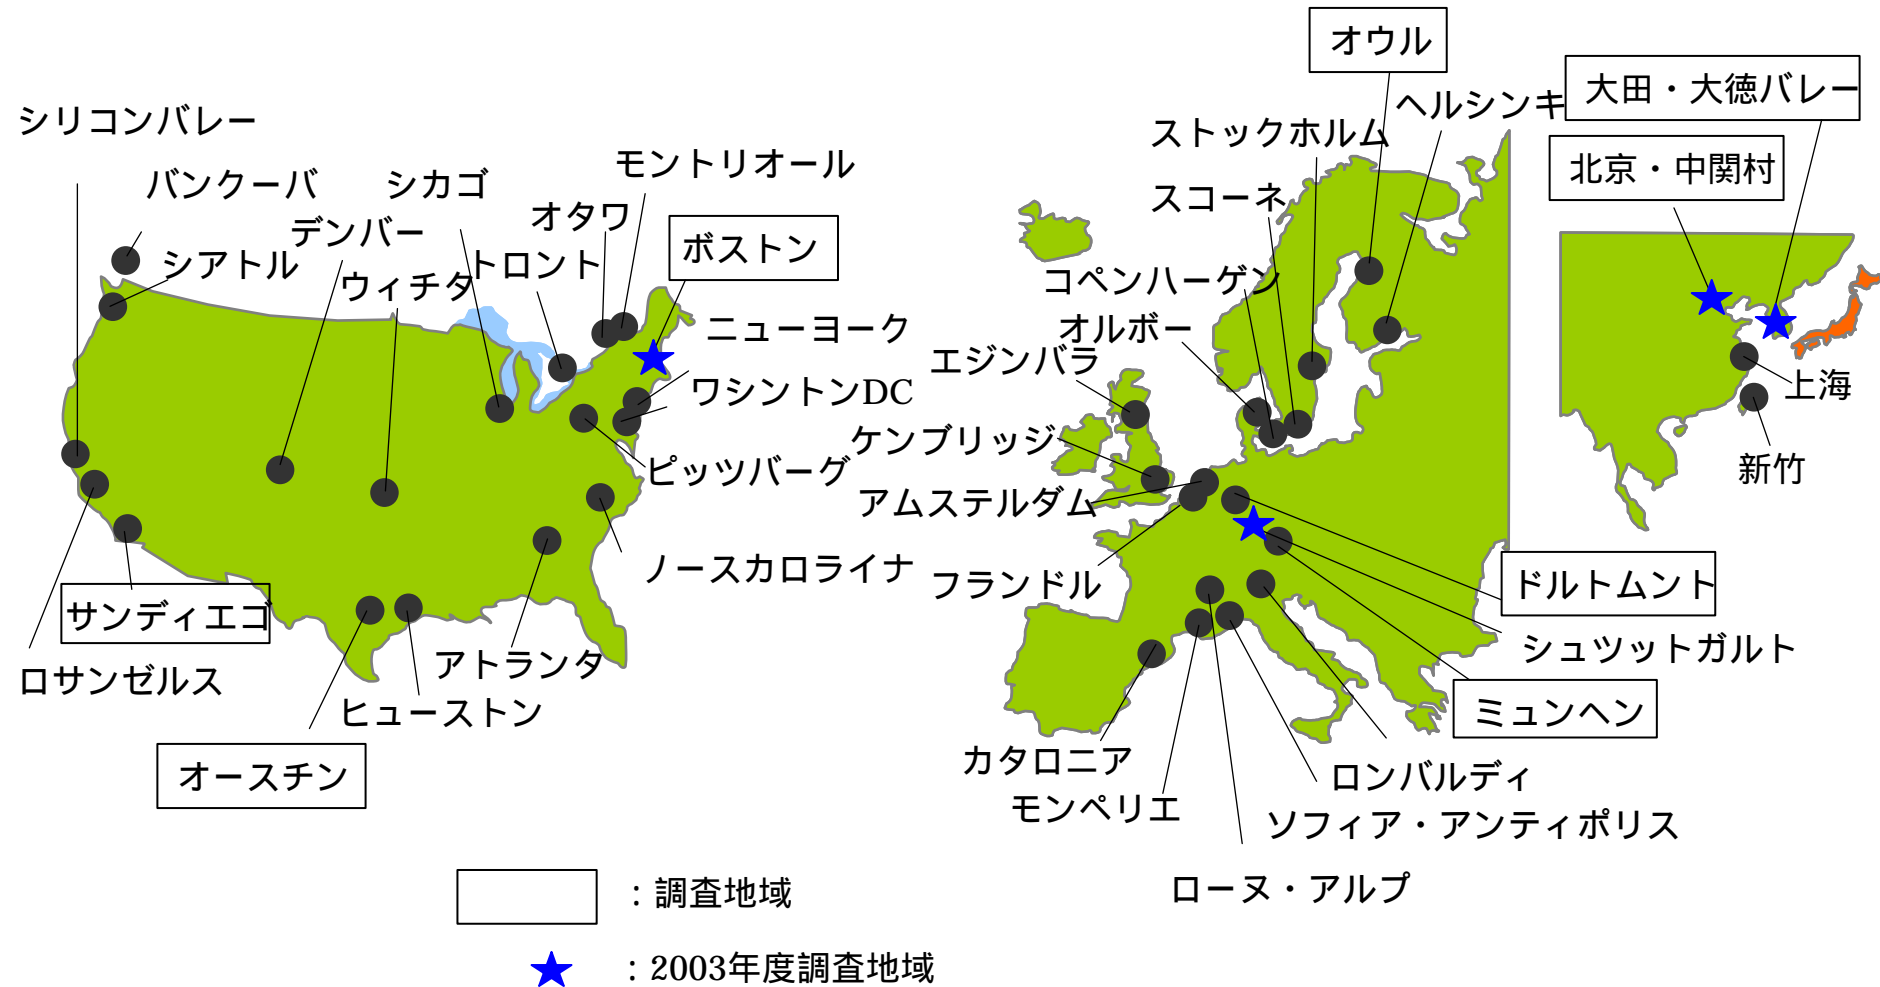 シリコンバレー
バンクーバ
シアトル
デンバー
シカゴ
ウィチタ
トロント
オタワ
モントリオール
ボストン
ニューヨーク
ワシントンDC
ピッツバーグ
ノースカロライナ
サンディエゴ
ロサンゼルス
アトランタ
ヒューストン
オースチン
オウル
ヘルシンキ
ストックホルム
スコーネ
コペンハーゲン
オルボー
エジンバラ
ケンブリッジ
アムステルダム
フランドル
ドルトムント
シュツットガルト
ミュンヘン
カタロニア
モンペリエ
ロンバルディ
ソフィア・アンティポリス
ローヌ・アルプ
大田・大徳バレー
北京・中関村
上海
新竹
：調査地域
：2003年度調査地域